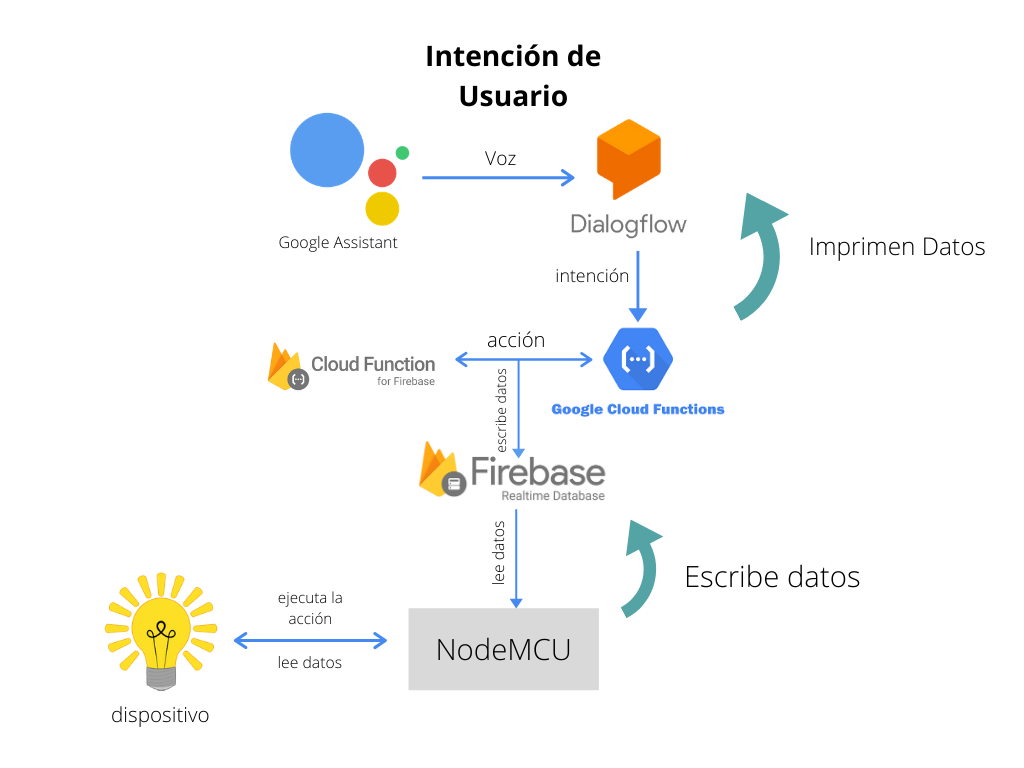 Intención de
Usuario
Voz
Google Assistant
Dialogflow
Imprimen Datos
intención
acción
Cloud Function
for Firebase
Google Cloud Functions
escribe datos
Firebase
Realtime Database
lee datos
Escribe datos
ejecuta la
acción
lee datos
NodeMCU
dispositivo